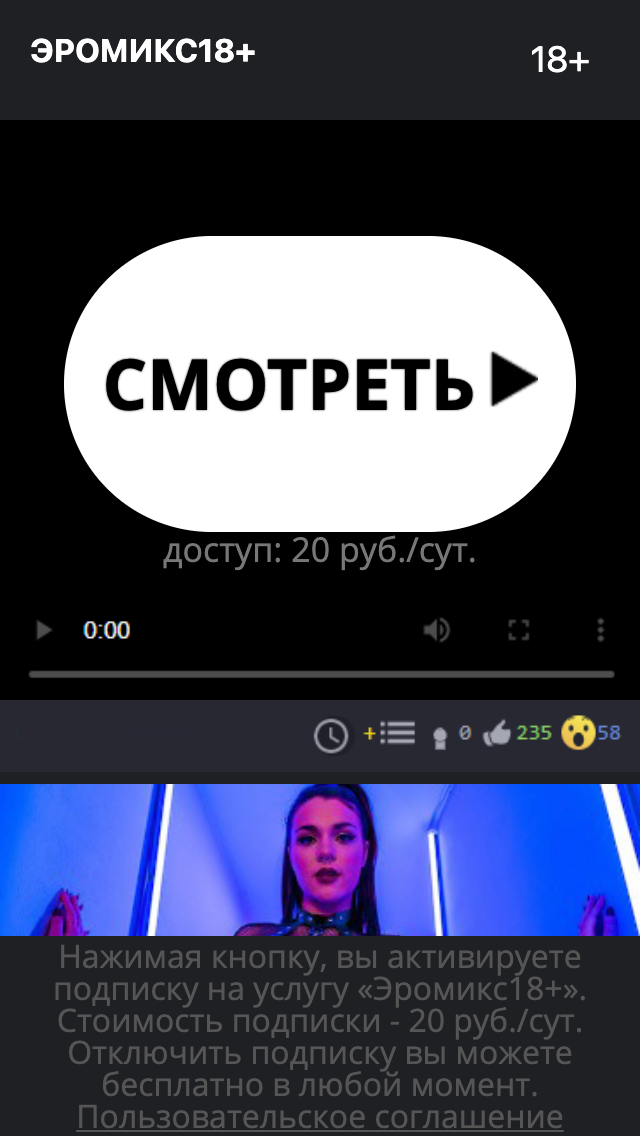 ЭРОМИКС18+
18+
СМОТРЕТЬ
доступ: 20 руб./сут.
0:00
+
0
235
58
Нажимая кнопку, вы активируете
подписку на услугу «Эромикс18+».
Стоимость подписки - 20 руб./сут.
Отключить подписку вы можете
бесплатно в любой момент.
Пользовательское соглашение